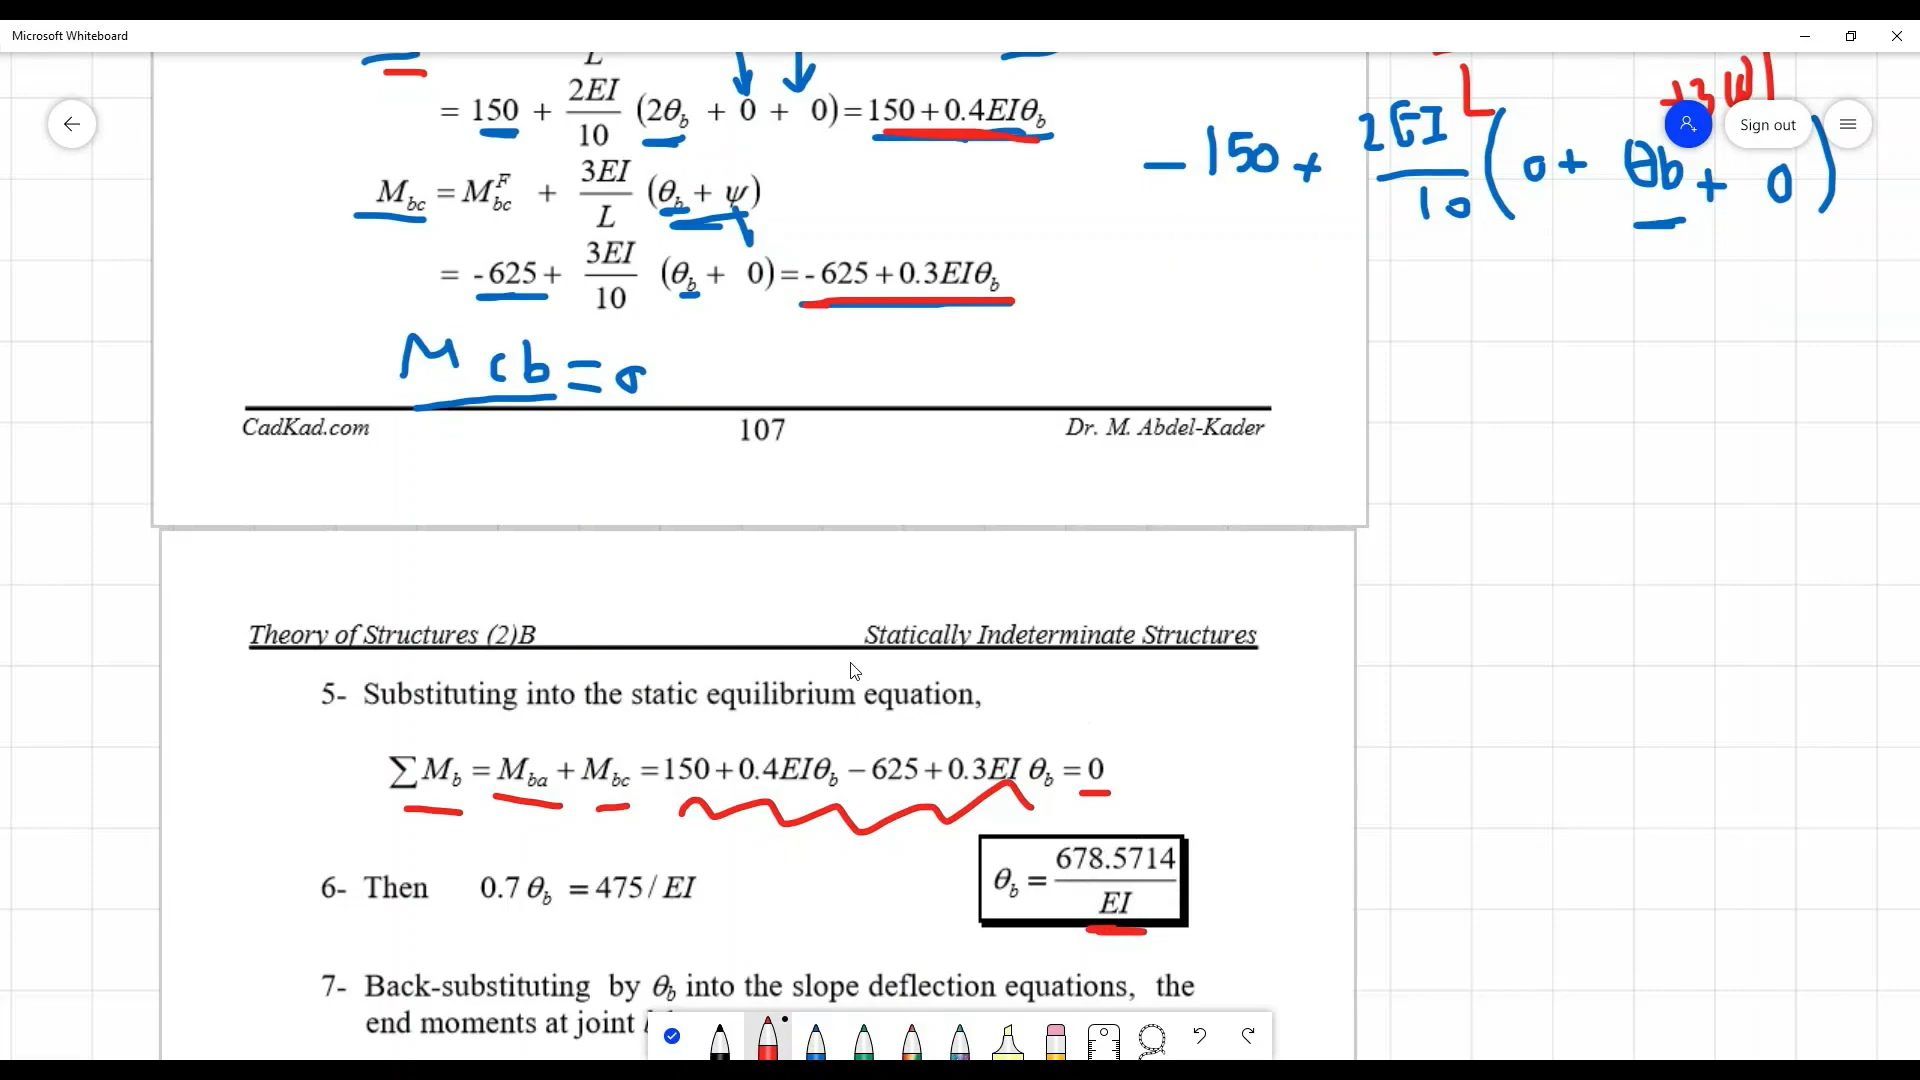 Microsoft Whiteboard
L
= 150 + 2EI/10 (2θb + 0 + 0) = 150 + 0.4EIθb
Mbc = M^F bc + 3EI/L (θb + ψ)
= -625 + 3EI/10 (θb + 0) = -625 + 0.3EIθb
M cb = 0
L
+3ψ
Sign out
- 150 + 2EI/10 (0 + θb + 0)
CadKad.com 107 Dr. M. Abdel-Kader
Theory of Structures (2)B Statically Indeterminate Structures
5- Substituting into the static equilibrium equation,
∑Mb = Mba + Mbc = 150 + 0.4EIθb − 625 + 0.3EI θb = 0
6- Then 0.7 θb = 475 / EI θb = 678.5714/EI
7- Back-substituting by θb into the slope deflection equations, the
end moments at joint